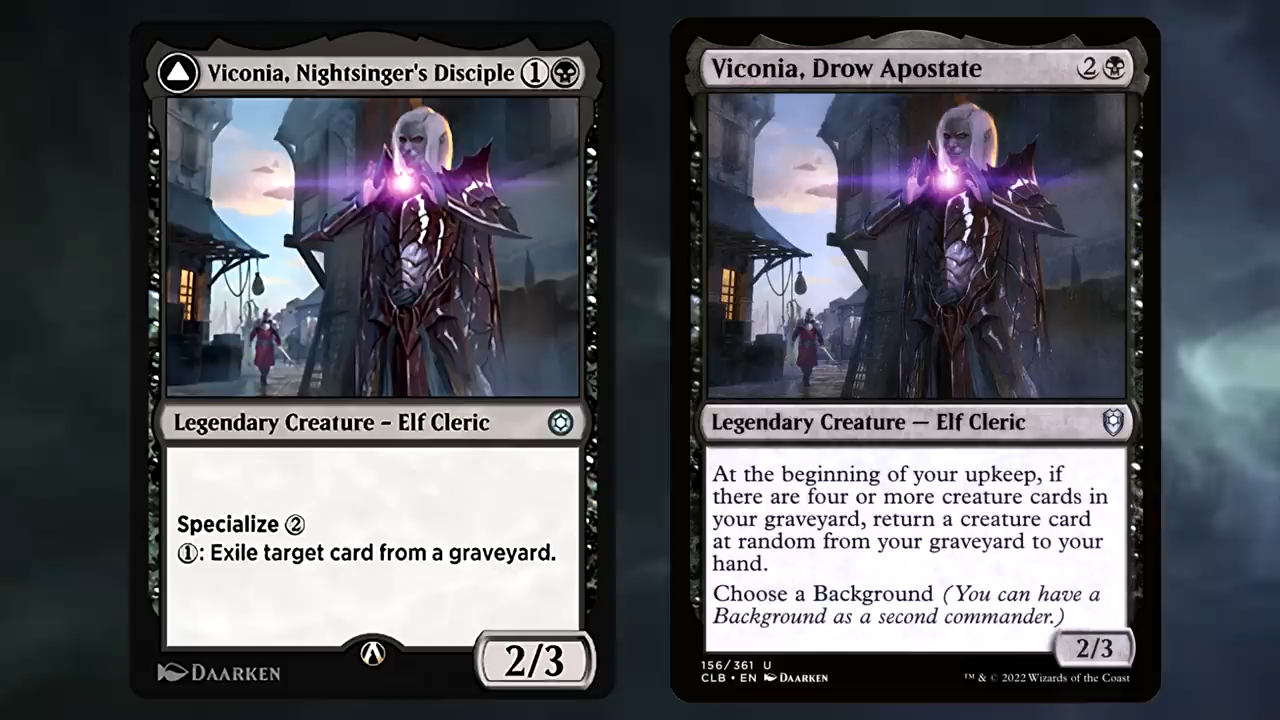 Viconia, Nightsinger's Disciple 1
Legendary Creature – Elf Cleric
Specialize 2
1: Exile target card from a graveyard.
2/3
DAARKEN
Viconia, Drow Apostate 2
Legendary Creature — Elf Cleric
At the beginning of your upkeep, if
there are four or more creature cards in
your graveyard, return a creature card
at random from your graveyard to your
hand.
Choose a Background (You can have a
Background as a second commander.)
2/3
156/361 U
CLB • EN DAARKEN
™ & © 2022 Wizards of the Coast